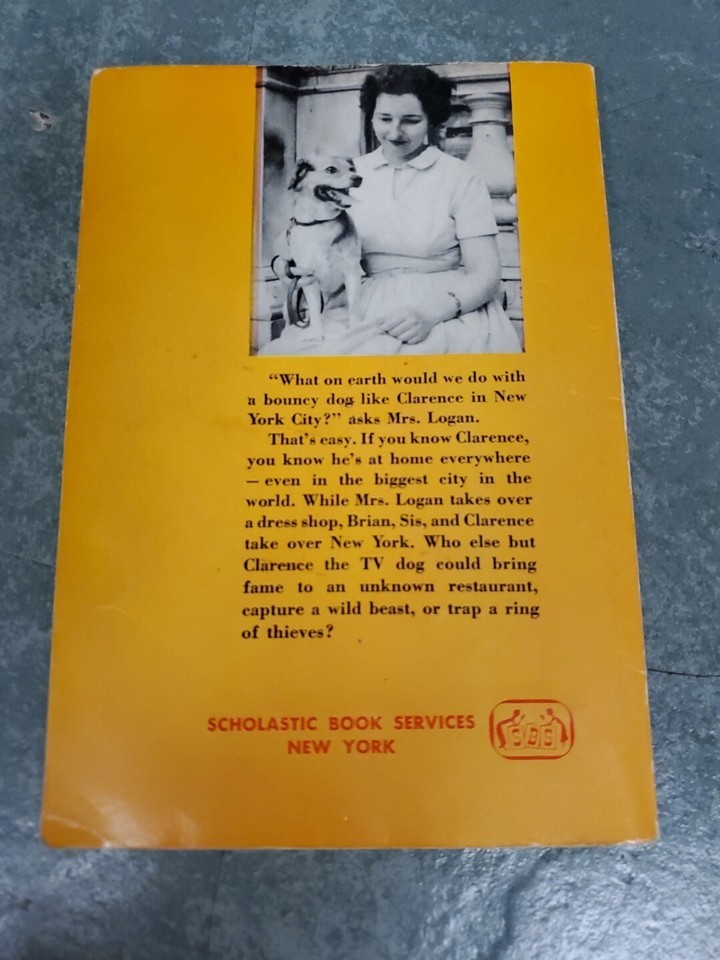 “What on earth would we do with
a bouncy dog like Clarence in New
York City?” asks Mrs. Logan.
That’s easy. If you know Clarence,
you know he’s at home everywhere
— even in the biggest city in the
world. While Mrs. Logan takes over
a dress shop, Brian, Sis, and Clarence
take over New York. Who else but
Clarence the TV dog could bring
fame to an unknown restaurant,
capture a wild beast, or trap a ring
of thieves?
SCHOLASTIC BOOK SERVICES
NEW YORK
SBS